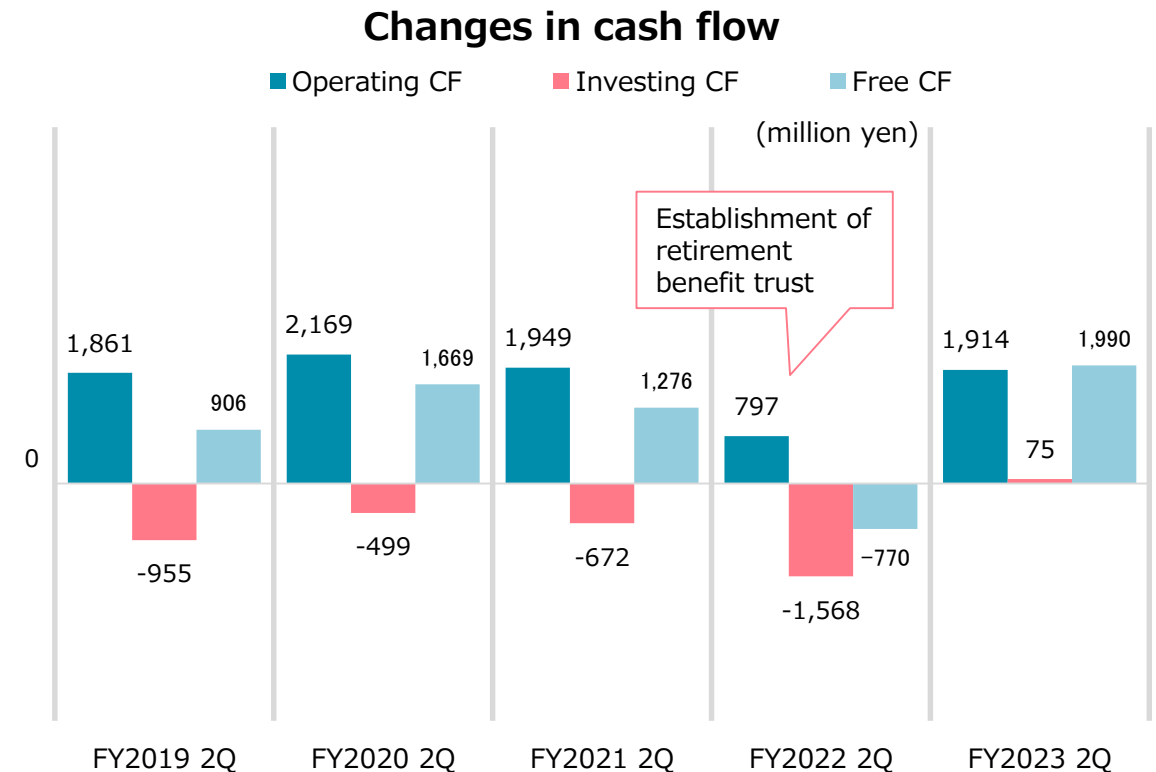 Changes in cash flow
Operating CF Investing CF Free CF
(million yen)
Establishment of
retirement
benefit trust
1,861
906
-955
2,169
1,669
-499
1,949
1,276
-672
797
-1,568
-770
1,914
75
1,990
0
FY2019 2Q FY2020 2Q FY2021 2Q FY2022 2Q FY2023 2Q